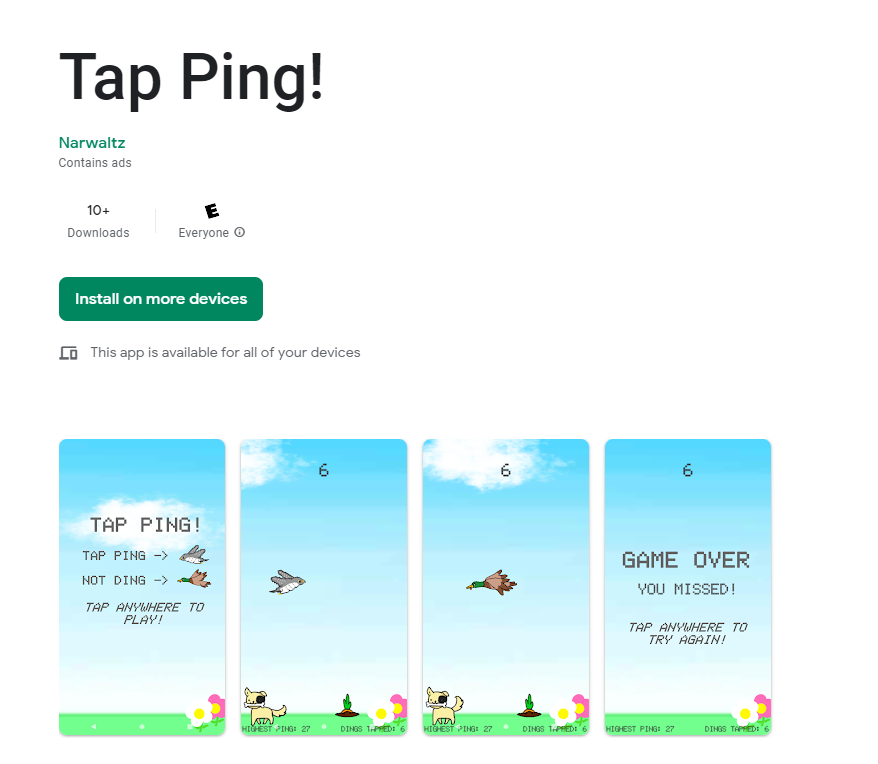 Tap Ping!
Narwaltz
Contains ads
10+
Downloads
E
Everyone
Install on more devices
This app is available for all of your devices
TAP PING!
TAP PING ->
NOT DING ->
TAP ANYWHERE TO
PLAY!
6
HIGHEST PING: 27
DINGS TAPPED: 6
6
HIGHEST PING: 27
DINGS TAPPED: 6
6
GAME OVER
YOU MISSED!
TAP ANYWHERE TO
TRY AGAIN!
HIGHEST PING: 27
DINGS TAPPED: 6